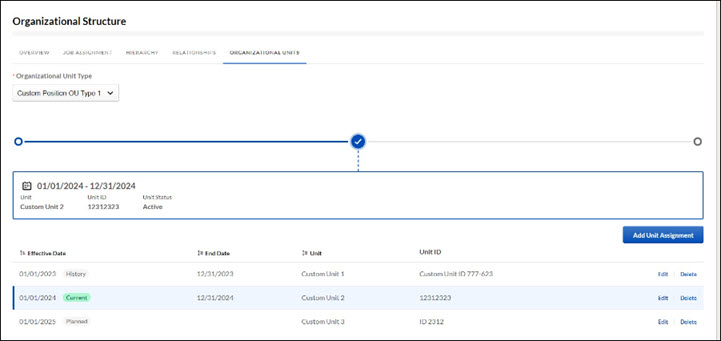 Organizational Structure
OVERVIEW JOB ASSIGNMENT HIERARCHY RELATIONSHIPS ORGANIZATIONAL UNITS
* Organizational Unit Type
Custom Position OU Type 1
01/01/2024 - 12/31/2024
Unit Unit ID Unit Status
Custom Unit 2 12312323 Active
Add Unit Assignment
Effective Date End Date Unit Unit ID
01/01/2023 History 12/31/2023 Custom Unit 1 Custom Unit ID 777-623 Edit Delete
01/01/2024 Current 12/31/2024 Custom Unit 2 12312323 Edit Delete
01/01/2025 Planned Custom Unit 3 ID 2312 Edit Delete